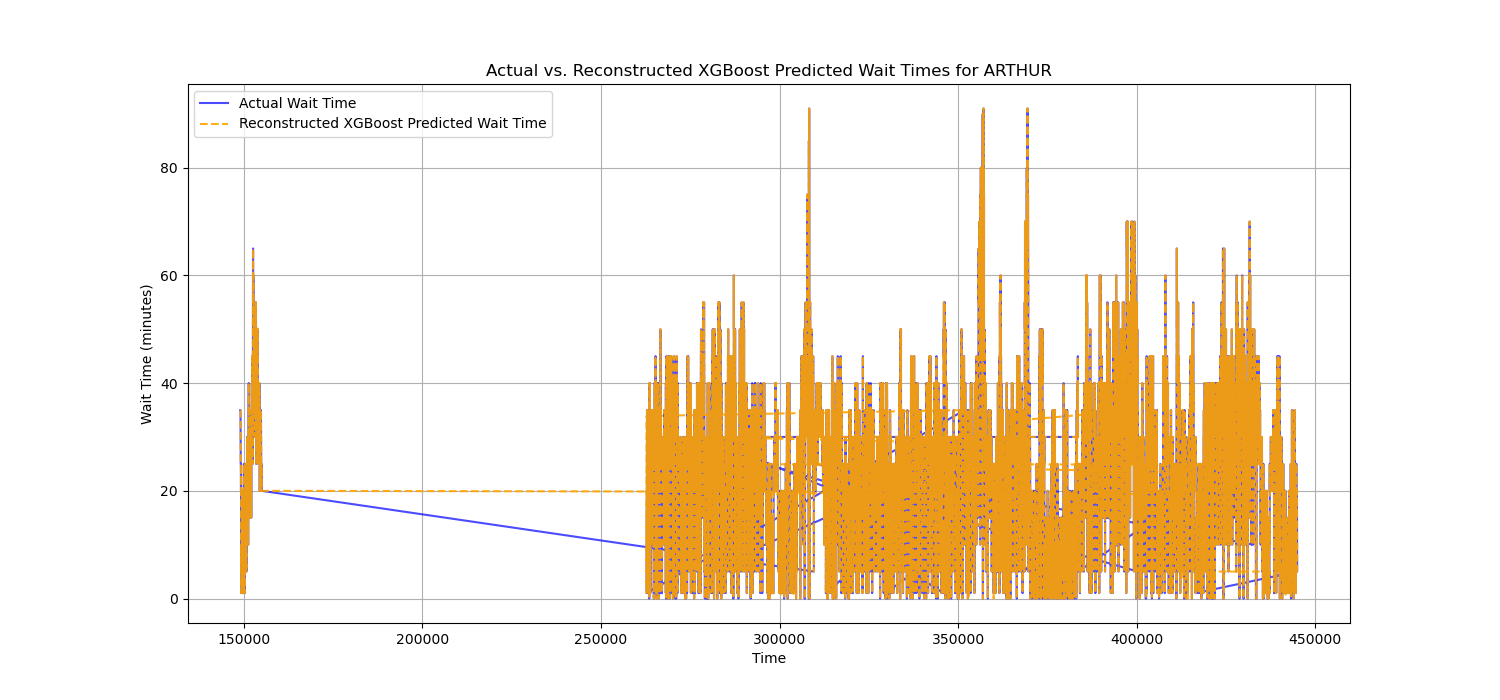 Actual vs. Reconstructed XGBoost Predicted Wait Times for ARTHUR
Actual Wait Time
Reconstructed XGBoost Predicted Wait Time
Wait Time (minutes)
80
60
40
20
0
150000 200000 250000 300000 350000 400000 450000
Time